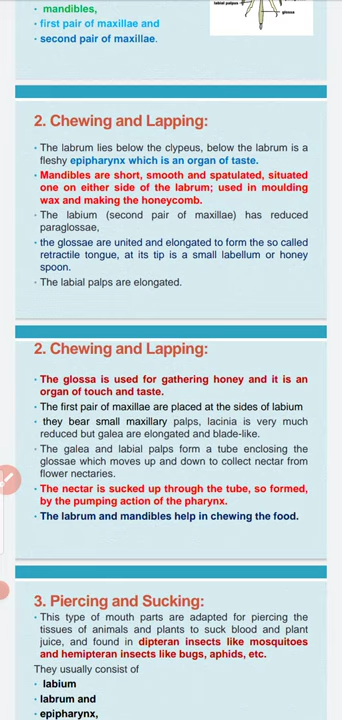 labial palpus
glossa
• mandibles,
• first pair of maxillae and
• second pair of maxillae.
2. Chewing and Lapping:
• The labrum lies below the clypeus, below the labrum is a
fleshy epipharynx which is an organ of taste.
• Mandibles are short, smooth and spatulated, situated
one on either side of the labrum; used in moulding
wax and making the honeycomb.
• The labium (second pair of maxillae) has reduced
paraglossae,
• the glossae are united and elongated to form the so called
retractile tongue, at its tip is a small labellum or honey
spoon.
• The labial palps are elongated.
2. Chewing and Lapping:
• The glossa is used for gathering honey and it is an
organ of touch and taste.
• The first pair of maxillae are placed at the sides of labium
• they bear small maxillary palps, lacinia is very much
reduced but galea are elongated and blade-like.
• The galea and labial palps form a tube enclosing the
glossae which moves up and down to collect nectar from
flower nectaries.
• The nectar is sucked up through the tube, so formed,
by the pumping action of the pharynx.
• The labrum and mandibles help in chewing the food.
3. Piercing and Sucking:
• This type of mouth parts are adapted for piercing the
tissues of animals and plants to suck blood and plant
juice, and found in dipteran insects like mosquitoes
and hemipteran insects like bugs, aphids, etc.
They usually consist of
• labium
• labrum and
• epipharynx,